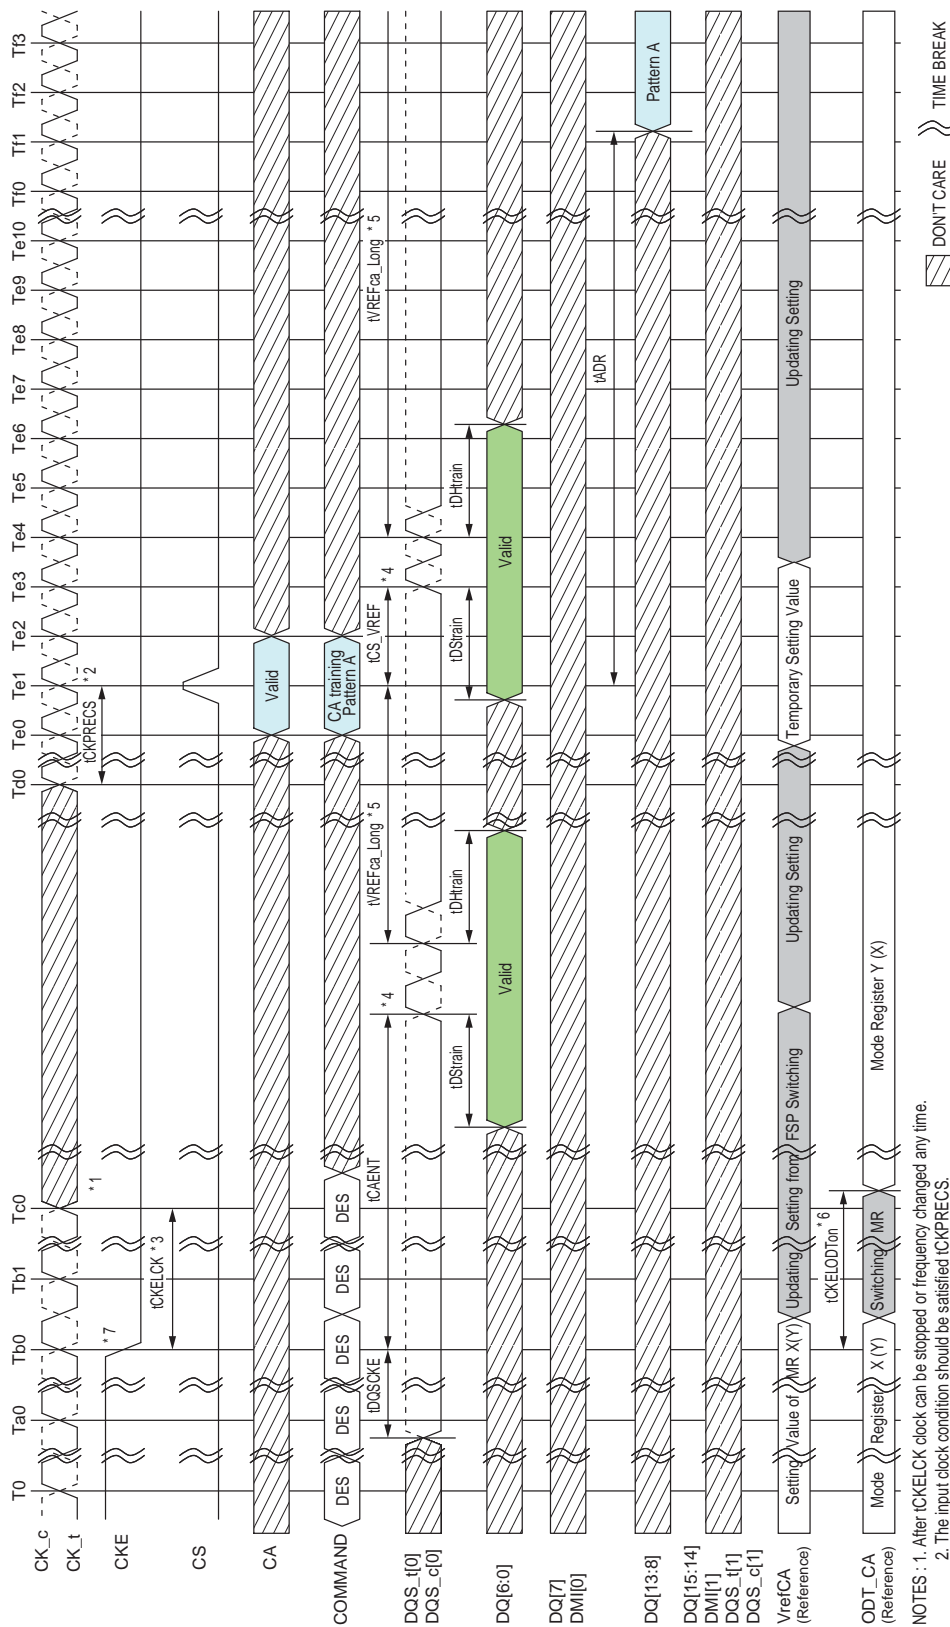 T0 Ta0 Tb0 Tb1 Tc0 Td0 Te0 Te1 Te2 Te3 Te4 Te5 Te6 Te7 Te8 Te9 Te10 Tf0 Tf1 Tf2 Tf3
CK_c
CK_t
* 1
tCKPRECS
* 2
CKE
* 7
tCKELCK * 3
CS
CA
Valid
COMMAND
DES DES DES DES DES
CA training
Pattern A
tDQSCKE
tCAENT
* 4
tVREFca_Long * 5
tCS_VREF
* 4
tVREFca_Long * 5
DQS_t[0]
DQS_c[0]
tDStrain
tDHtrain
tDStrain
tDHtrain
DQ[6:0]
Valid
Valid
DQ[7]
DMI[0]
tADR
DQ[13:8]
Pattern A
DQ[15:14]
DMI[1]
DQS_t[1]
DQS_c[1]
VrefCA
(Reference)
Setting Value of MR X(Y)
Updating Setting from FSP Switching
Updating Setting
Temporary Setting Value
Updating Setting
tCKELODTon * 6
ODT_CA
(Reference)
Mode Register X (Y)
Switching MR
Mode Register Y (X)
NOTES : 1. After tCKELCK clock can be stopped or frequency changed any time.
2. The input clock condition should be satisfied tCKPRECS.
DON'T CARE
TIME BREAK